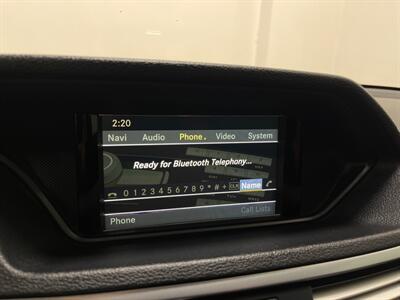 2:20
Navi Audio Phone Video System
Ready for Bluetooth Telephony...
0 1 2 3 4 5 6 7 8 9 * # + CLR Name
Phone Call Lists